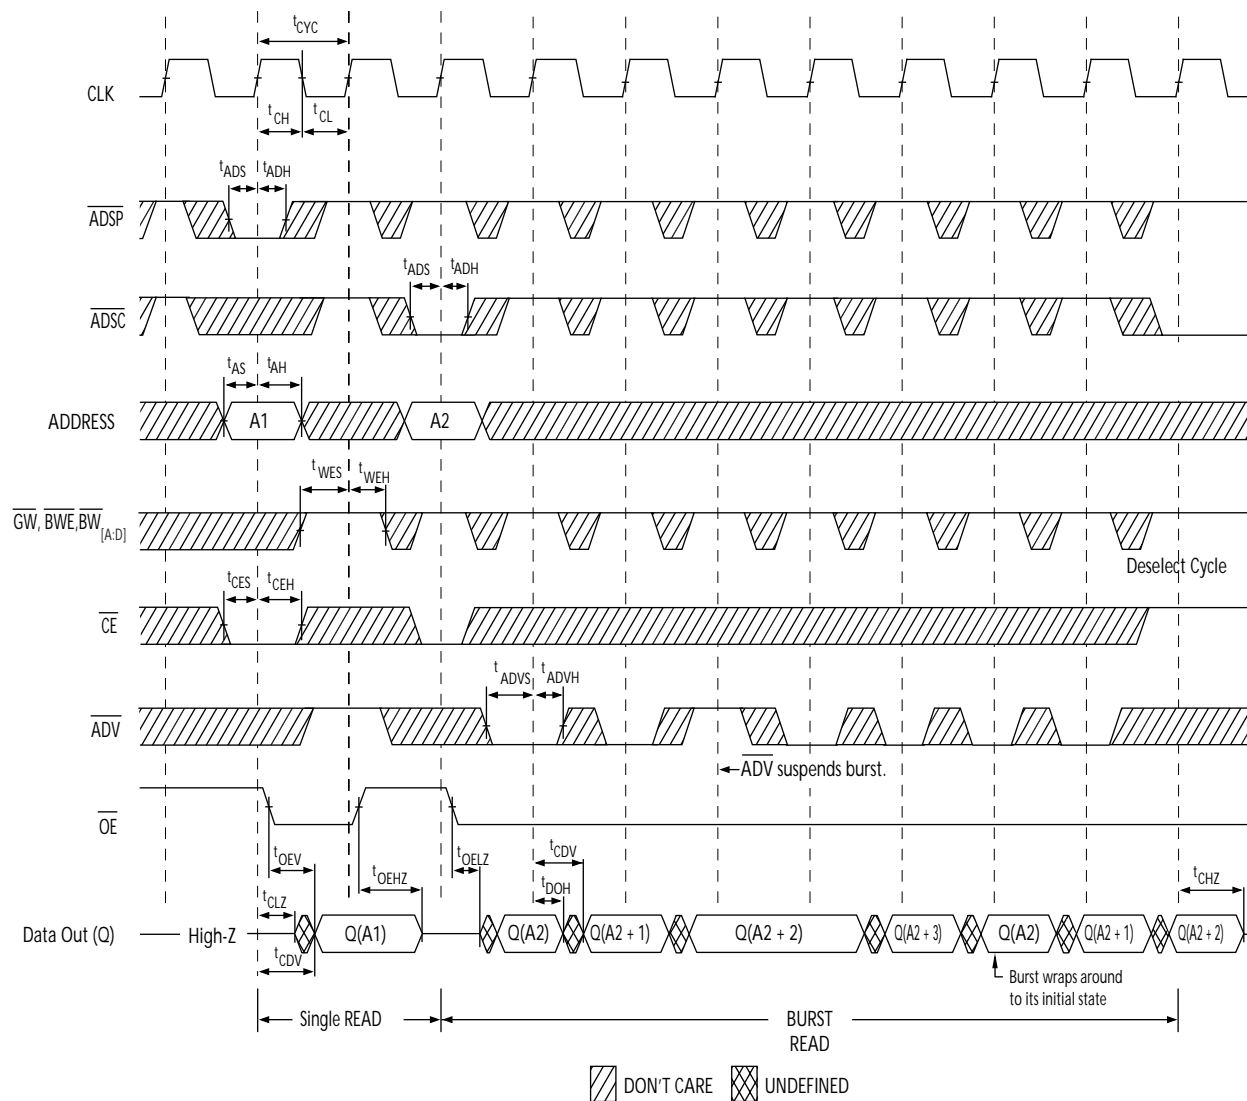 tCYC
CLK
tCH tCL
tADS tADH
ADSP
tADS tADH
ADSC
tAS tAH
ADDRESS A1 A2
tWES tWEH
GW, BWE,BW[A:D]
Deselect Cycle
tCES tCEH
CE
tADVS tADVH
ADV
ADV suspends burst.
OE
tOEV tOEHZ tOELZ tCDV
tCLZ tDOH tCHZ
Data Out (Q) High-Z Q(A1) Q(A2) Q(A2 + 1) Q(A2 + 2) Q(A2 + 3) Q(A2) Q(A2 + 1) Q(A2 + 2)
tCDV
Burst wraps around
to its initial state
Single READ BURST
READ
DON'T CARE UNDEFINED